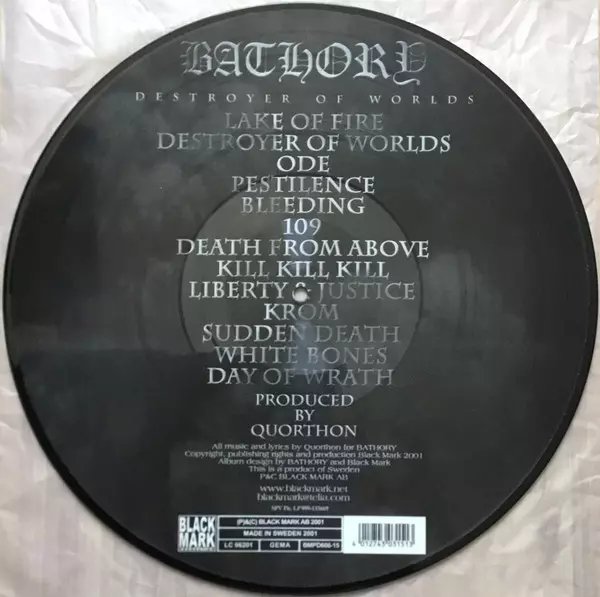 BATHORY
DESTROYER OF WORLDS
LAKE OF FIRE
DESTROYER OF WORLDS
ODE
PESTILENCE
BLEEDING
109
DEATH FROM ABOVE
KILL KILL KILL
LIBERTY & JUSTICE
KROM
SUDDEN DEATH
WHITE BONES
DAY OF WRATH
PRODUCED
BY
QUORTHON
All music and lyrics by Quorthon for BATHORY
Copyright, publishing rights and production Black Mark 2001
Album design by BATHORY and Black Mark
This is a product of Sweden
P&C BLACK MARK AB
www.blackmark.net
blackmark@telia.com
BLACK
MARK
(P)&(C) BLACK MARK AB 2001
MADE IN SWEDEN 2001
LC 06201 GEMA BMPD666-15